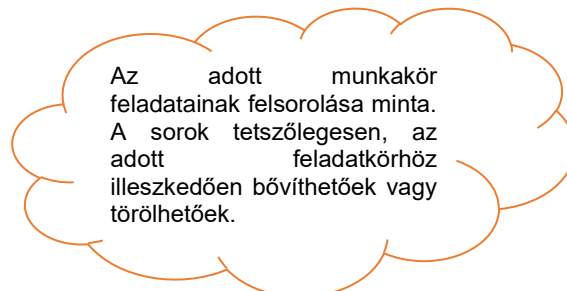 Az adott munkakör
feladatainak felsorolása minta.
A sorok tetszőlegesen, az
adott feladatkörhöz
illeszkedően bővíthetőek vagy
törölhetőek.